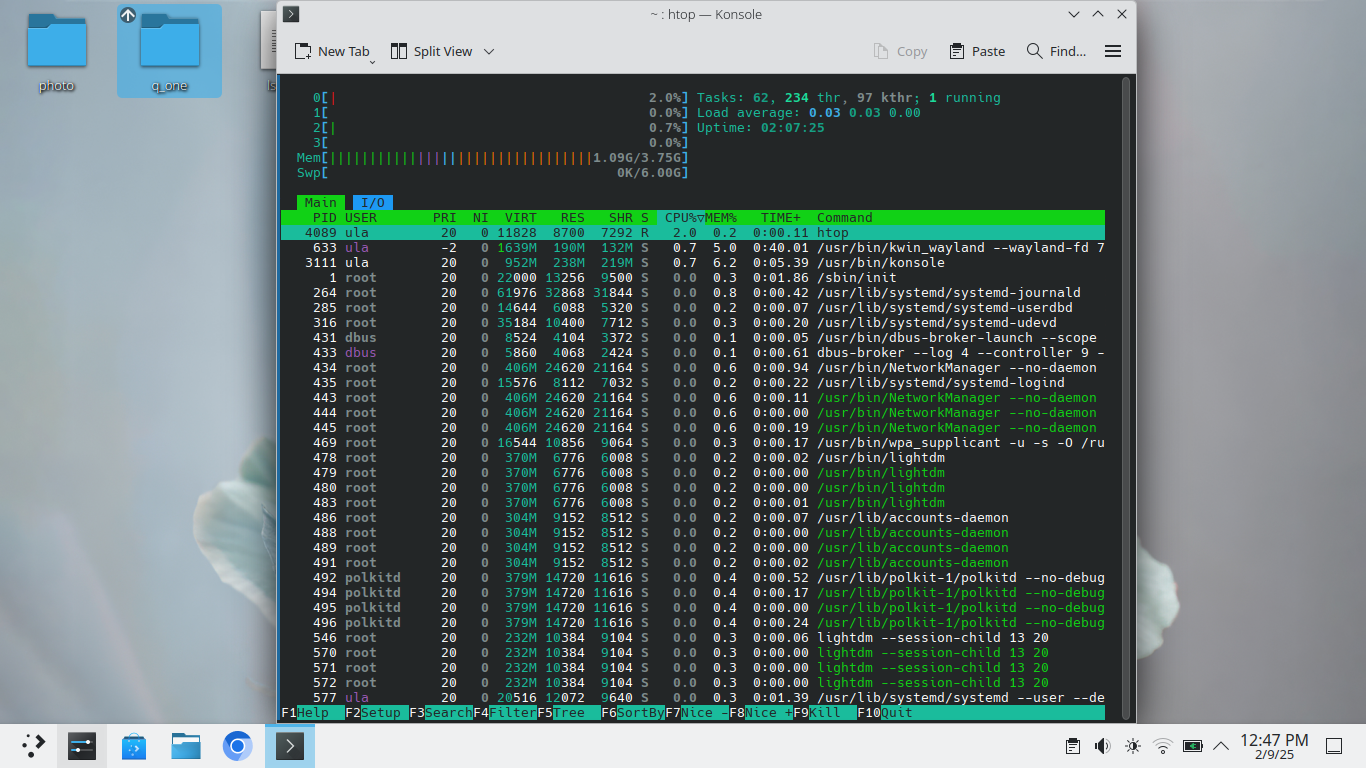 photo
q_one
ls
~ : htop — Konsole
New Tab
Split View
Copy
Paste
Find...
0[| 2.0%] Tasks: 62, 234 thr, 97 kthr; 1 running
1[ 0.0%] Load average: 0.03 0.03 0.00
2[| 0.7%] Uptime: 02:07:25
3[ 0.0%]
Mem[|||||||||||||||||||||||||||||||||1.09G/3.75G]
Swp[ 0K/6.00G]
Main I/O
PID USER PRI NI VIRT RES SHR S CPU%▽MEM% TIME+ Command
4089 ula 20 0 11828 8700 7292 R 2.0 0.2 0:00.11 htop
633 ula -2 0 1639M 190M 132M S 0.7 5.0 0:40.01 /usr/bin/kwin_wayland --wayland-fd 7
3111 ula 20 0 952M 238M 219M S 0.7 6.2 0:05.39 /usr/bin/konsole
1 root 20 0 22000 13256 9500 S 0.0 0.3 0:01.86 /sbin/init
264 root 20 0 61976 32868 31844 S 0.0 0.8 0:00.42 /usr/lib/systemd/systemd-journald
285 root 20 0 14644 6088 5320 S 0.0 0.2 0:00.07 /usr/lib/systemd/systemd-userdbd
316 root 20 0 35184 10400 7712 S 0.0 0.3 0:00.20 /usr/lib/systemd/systemd-udevd
431 dbus 20 0 8524 4104 3372 S 0.0 0.1 0:00.05 /usr/bin/dbus-broker-launch --scope
433 dbus 20 0 5860 4068 2424 S 0.0 0.1 0:00.61 dbus-broker --log 4 --controller 9 -
434 root 20 0 406M 24620 21164 S 0.0 0.6 0:00.94 /usr/bin/NetworkManager --no-daemon
435 root 20 0 15576 8112 7032 S 0.0 0.2 0:00.22 /usr/lib/systemd/systemd-logind
443 root 20 0 406M 24620 21164 S 0.0 0.6 0:00.11 /usr/bin/NetworkManager --no-daemon
444 root 20 0 406M 24620 21164 S 0.0 0.6 0:00.00 /usr/bin/NetworkManager --no-daemon
445 root 20 0 406M 24620 21164 S 0.0 0.6 0:00.19 /usr/bin/NetworkManager --no-daemon
469 root 20 0 16544 10856 9064 S 0.0 0.3 0:00.17 /usr/bin/wpa_supplicant -u -s -O /ru
478 root 20 0 370M 6776 6008 S 0.0 0.2 0:00.02 /usr/bin/lightdm
479 root 20 0 370M 6776 6008 S 0.0 0.2 0:00.00 /usr/bin/lightdm
480 root 20 0 370M 6776 6008 S 0.0 0.2 0:00.00 /usr/bin/lightdm
483 root 20 0 370M 6776 6008 S 0.0 0.2 0:00.01 /usr/bin/lightdm
486 root 20 0 304M 9152 8512 S 0.0 0.2 0:00.07 /usr/lib/accounts-daemon
488 root 20 0 304M 9152 8512 S 0.0 0.2 0:00.00 /usr/lib/accounts-daemon
489 root 20 0 304M 9152 8512 S 0.0 0.2 0:00.00 /usr/lib/accounts-daemon
491 root 20 0 304M 9152 8512 S 0.0 0.2 0:00.02 /usr/lib/accounts-daemon
492 polkitd 20 0 379M 14720 11616 S 0.0 0.4 0:00.52 /usr/lib/polkit-1/polkitd --no-debug
494 polkitd 20 0 379M 14720 11616 S 0.0 0.4 0:00.17 /usr/lib/polkit-1/polkitd --no-debug
495 polkitd 20 0 379M 14720 11616 S 0.0 0.4 0:00.00 /usr/lib/polkit-1/polkitd --no-debug
496 polkitd 20 0 379M 14720 11616 S 0.0 0.4 0:00.24 /usr/lib/polkit-1/polkitd --no-debug
546 root 20 0 232M 10384 9104 S 0.0 0.3 0:00.06 lightdm --session-child 13 20
570 root 20 0 232M 10384 9104 S 0.0 0.3 0:00.00 lightdm --session-child 13 20
571 root 20 0 232M 10384 9104 S 0.0 0.3 0:00.00 lightdm --session-child 13 20
572 root 20 0 232M 10384 9104 S 0.0 0.3 0:00.00 lightdm --session-child 13 20
577 ula 20 0 20516 12072 9640 S 0.0 0.3 0:01.39 /usr/lib/systemd/systemd --user --de
F1Help F2Setup F3SearchF4FilterF5Tree F6SortByF7Nice -F8Nice +F9Kill F10Quit
12:47 PM
2/9/25